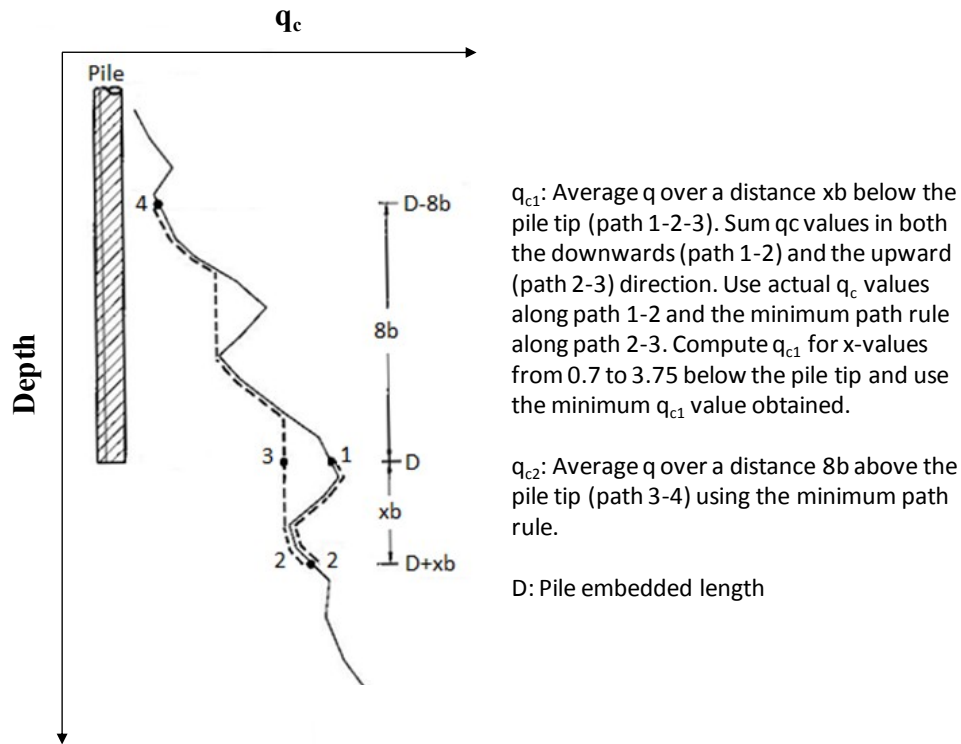 qc
Pile
4
D-8b
8b
Depth
3
1
D
xb
2
2
D+xb
qc1: Average q over a distance xb below the
pile tip (path 1-2-3). Sum qc values in both
the downwards (path 1-2) and the upward
(path 2-3) direction. Use actual qc values
along path 1-2 and the minimum path rule
along path 2-3. Compute qc1 for x-values
from 0.7 to 3.75 below the pile tip and use
the minimum qc1 value obtained.
qc2: Average q over a distance 8b above the
pile tip (path 3-4) using the minimum path
rule.
D: Pile embedded length